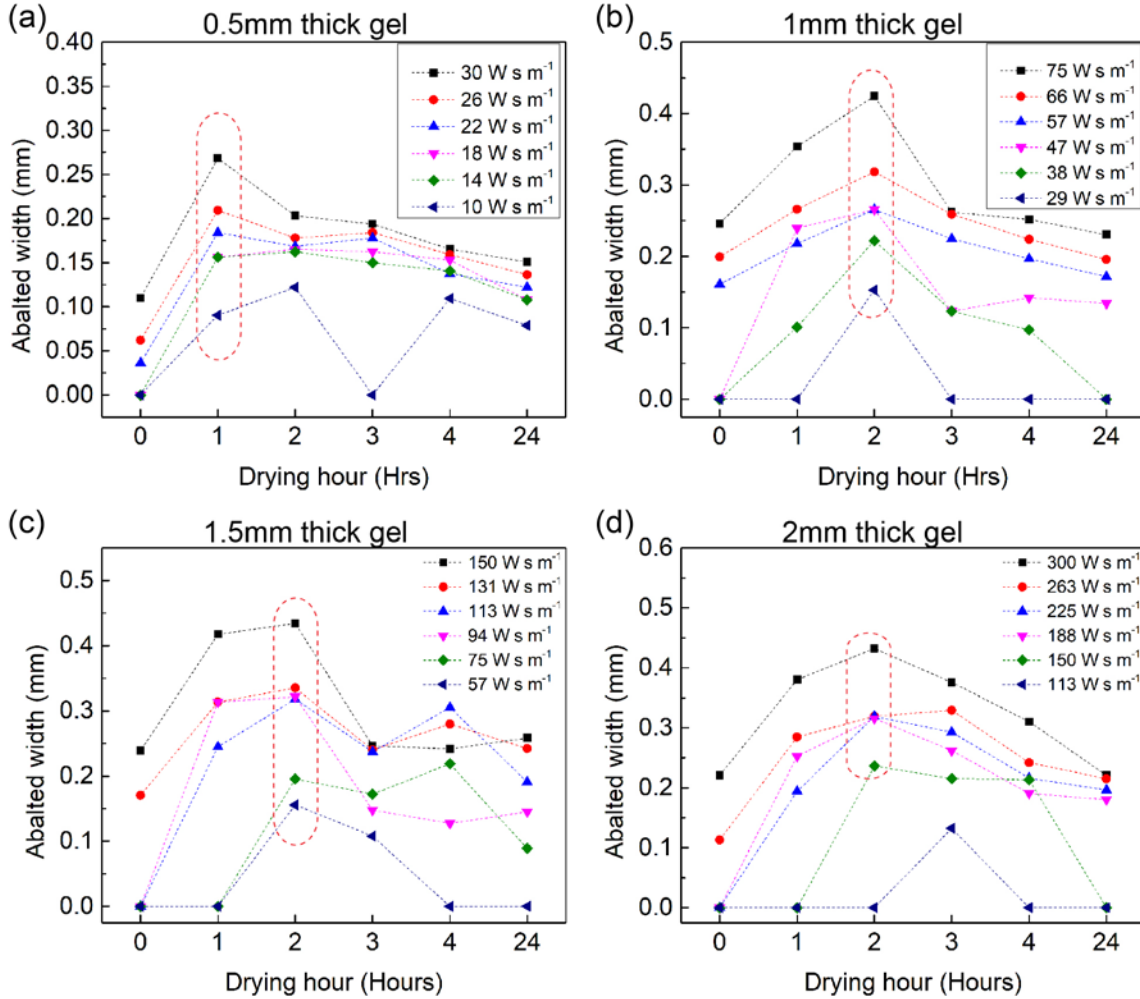 (a)
0.5mm thick gel
0.40
0.35
0.30
0.25
0.20
0.15
0.10
0.05
0.00
Abalted width (mm)
30 W s m⁻¹
26 W s m⁻¹
22 W s m⁻¹
18 W s m⁻¹
14 W s m⁻¹
10 W s m⁻¹
0 1 2 3 4 24
Drying hour (Hrs)
(b)
1mm thick gel
0.5
0.4
0.3
0.2
0.1
0.0
Abalted width (mm)
75 W s m⁻¹
66 W s m⁻¹
57 W s m⁻¹
47 W s m⁻¹
38 W s m⁻¹
29 W s m⁻¹
0 1 2 3 4 24
Drying hour (Hrs)
(c)
1.5mm thick gel
0.5
0.4
0.3
0.2
0.1
0.0
Abalted width (mm)
150 W s m⁻¹
131 W s m⁻¹
113 W s m⁻¹
94 W s m⁻¹
75 W s m⁻¹
57 W s m⁻¹
0 1 2 3 4 24
Drying hour (Hours)
(d)
2mm thick gel
0.6
0.5
0.4
0.3
0.2
0.1
0.0
Abalted width (mm)
300 W s m⁻¹
263 W s m⁻¹
225 W s m⁻¹
188 W s m⁻¹
150 W s m⁻¹
113 W s m⁻¹
0 1 2 3 4 24
Drying hour (Hours)